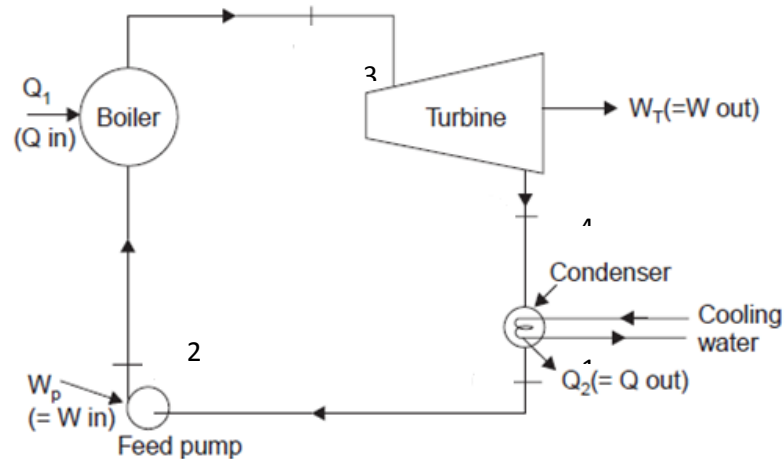 3
Q1
(Q in)
Boiler
Turbine
WT(=W out)
4
Condenser
Cooling
water
2
Q2(= Q out)
Wp
(= W in)
Feed pump